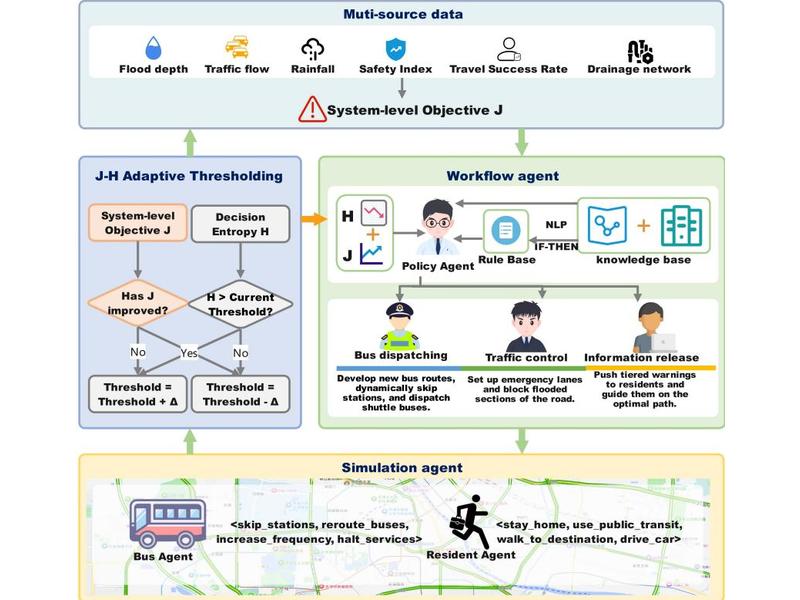 Muti-source data
Flood depth
Traffic flow
Rainfall
Safety Index
Travel Success Rate
Drainage network
System-level Objective J
J-H Adaptive Thresholding
System-level
Objective J
Decision
Entropy H
Has J
improved?
H > Current
Threshold?
No
Yes
No
Threshold =
Threshold + Δ
Threshold =
Threshold - Δ
Workflow agent
H
+
J
Policy Agent
Rule Base
NLP
IF-THEN
+
knowledge base
Bus dispatching
Develop new bus routes,
dynamically skip
stations, and dispatch
shuttle buses.
Traffic control
Set up emergency lanes
and block flooded
sections of the road.
Information release
Push tiered warnings
to residents and
guide them on the
optimal path.
Simulation agent
Bus Agent
<skip_stations, reroute_buses,
increase_frequency, halt_services>
Resident Agent
<stay_home, use_public_transit,
walk_to_destination, drive_car>